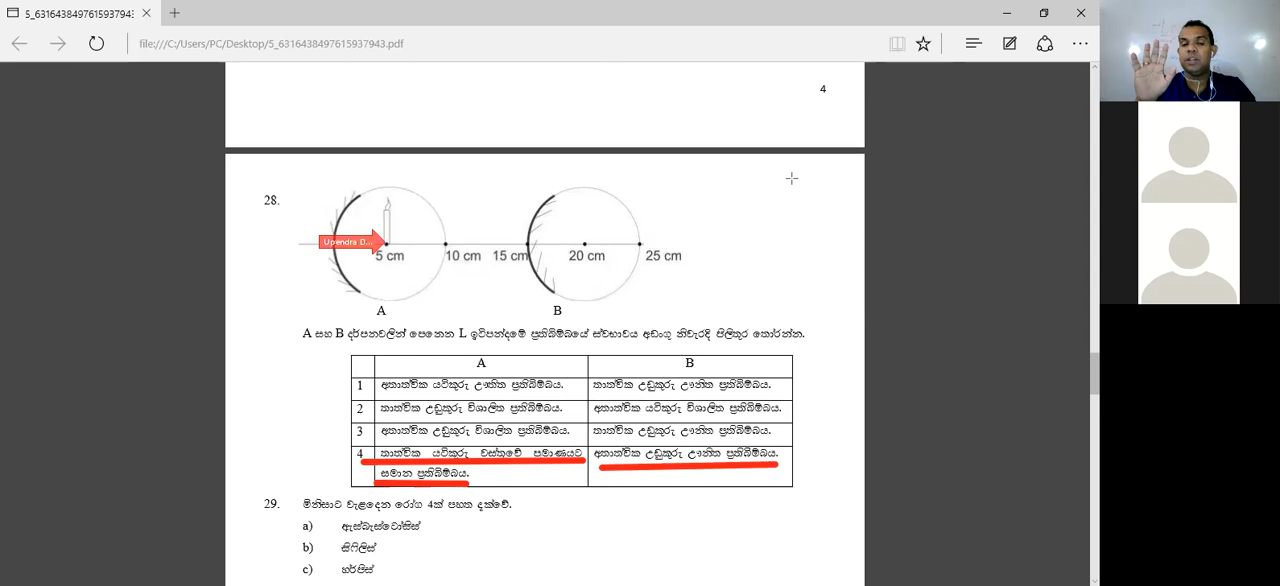 5_6316438497615937943
file:///C:/Users/PC/Desktop/5_6316438497615937943.pdf
4
28.
Upendra D...
5 cm 10 cm 15 cm 20 cm 25 cm
A B
A සහ B දර්පනවලින් පෙනෙන L ඉටිපන්දමේ ප්‍රතිබිම්බයේ ස්වභාවය අඩංගු නිවැරදි පිලිතුර තෝරන්න.
A B
1 අතාත්වික යටිකුරු ඌනිත ප්‍රතිබිම්බය. තාත්වික උඩුකුරු ඌනිත ප්‍රතිබිම්බය.
2 තාත්වික උඩුකුරු විශාලිත ප්‍රතිබිම්බය. අතාත්වික යටිකුරු විශාලිත ප්‍රතිබිම්බය.
3 අතාත්වික උඩුකුරු විශාලිත ප්‍රතිබිම්බය. තාත්වික උඩුකුරු ඌනිත ප්‍රතිබිම්බය.
4 තාත්වික යටිකුරු වස්තුවේ ප්‍රමාණයට අතාත්වික උඩුකුරු ඌනිත ප්‍රතිබිම්බය.
සමාන ප්‍රතිබිම්බය.
29. මිනිසාට වැළදෙන රෝග 4ක් පහත දක්වේ.
a) ඇස්බැස්ටෝසිස්
b) සිෆිලිස්
c) හර්පීස්